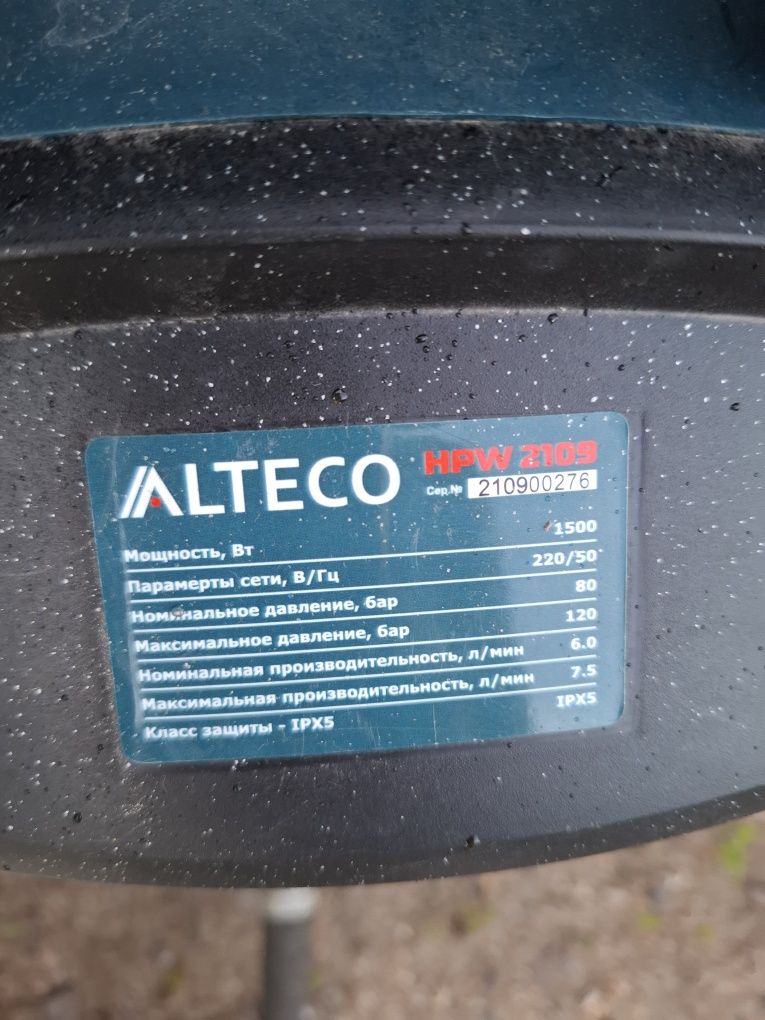 ALTECO
HPW 2109
Сер.№ 210900276
Мощность, Вт 1500
Парамерты сети, В/Гц 220/50
Номинальное давление, бар 80
Максимальное давление, бар 120
Номинальная производительность, л/мин 6.0
Максимальная производительность, л/мин 7.5
Класс защиты - IPX5 IPX5